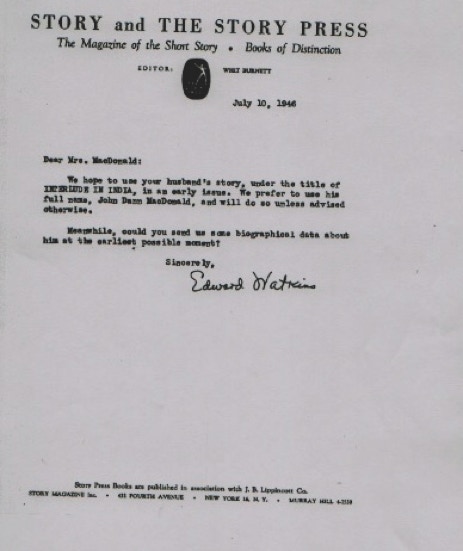 STORY and THE STORY PRESS
The Magazine of the Short Story • Books of Distinction
EDITOR: WHIT BURNETT
July 10, 1946
Dear Mrs. MacDonald:
We hope to use your husband's story, under the title of
INTERLUDE IN INDIA, in an early issue. We prefer to use his
full name, John Dann MacDonald, and will do so unless advised
otherwise.
Meanwhile, could you send us some biographical data about
him at the earliest possible moment?
Sincerely,
Edward Watkins
Story Press Books are published in association with J. B. Lippincott Co.
STORY MAGAZINE Inc. • 431 FOURTH AVENUE • NEW YORK 16, N. Y. • MURRAY HILL